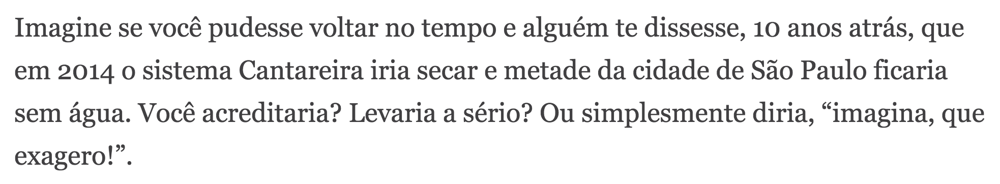 Imagine se você pudesse voltar no tempo e alguém te dissesse, 10 anos atrás, que
em 2014 o sistema Cantareira iria secar e metade da cidade de São Paulo ficaria
sem água. Você acreditaria? Levaria a sério? Ou simplesmente diria, “imagina, que
exagero!”.